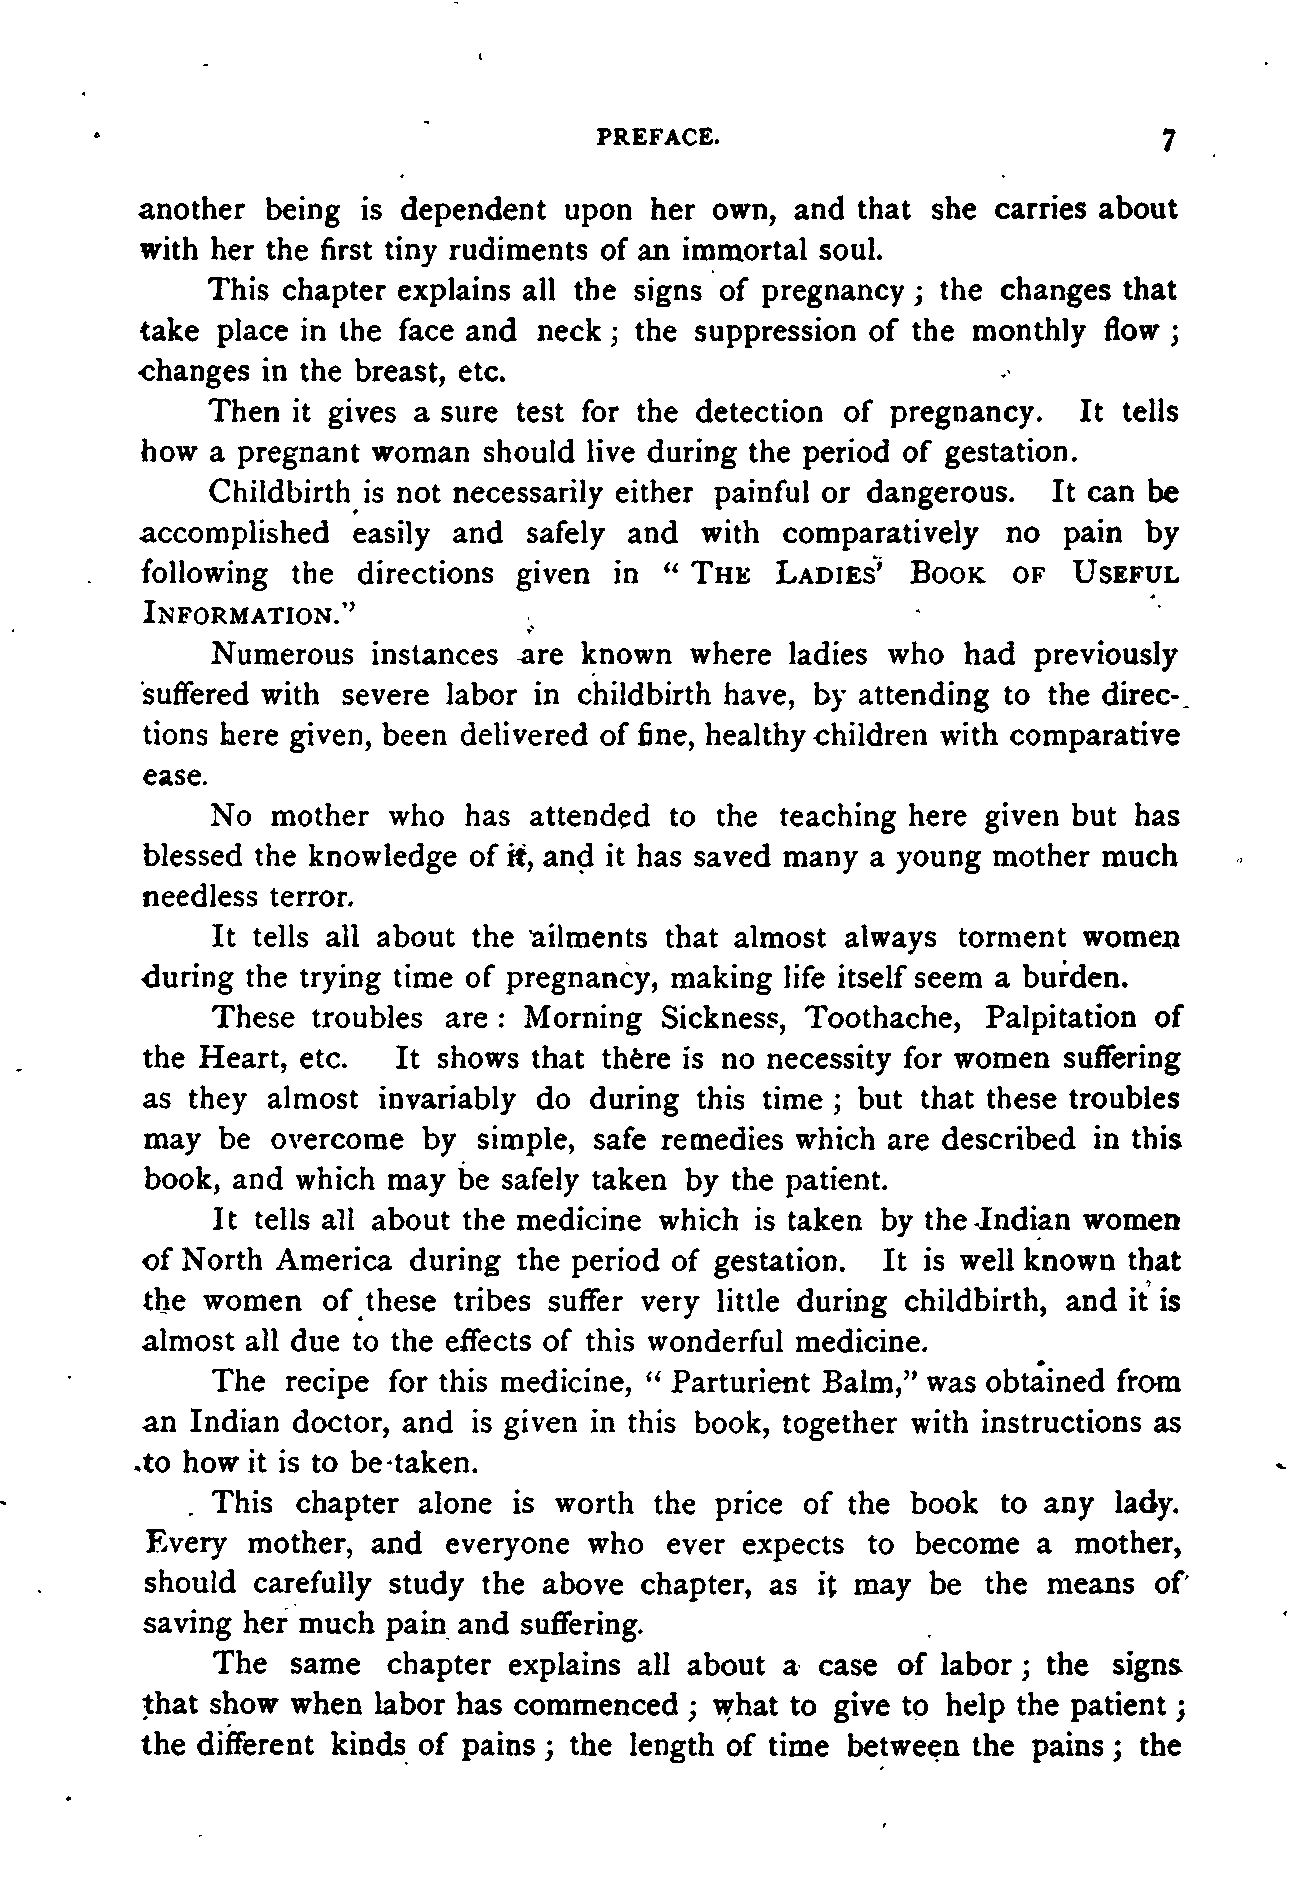 PREFACE. 7
another being is dependent upon her own, and that she carries about
with her the first tiny rudiments of an immortal soul.
This chapter explains all the signs of pregnancy ; the changes that
take place in the face and neck ; the suppression of the monthly flow ;
changes in the breast, etc.
Then it gives a sure test for the detection of pregnancy. It tells
how a pregnant woman should live during the period of gestation.
Childbirth is not necessarily either painful or dangerous. It can be
accomplished easily and safely and with comparatively no pain by
following the directions given in “ THE LADIES’ BOOK OF USEFUL
INFORMATION.”
Numerous instances are known where ladies who had previously
suffered with severe labor in childbirth have, by attending to the direc-
tions here given, been delivered of fine, healthy children with comparative
ease.
No mother who has attended to the teaching here given but has
blessed the knowledge of it, and it has saved many a young mother much
needless terror.
It tells all about the ailments that almost always torment women
during the trying time of pregnancy, making life itself seem a burden.
These troubles are : Morning Sickness, Toothache, Palpitation of
the Heart, etc. It shows that there is no necessity for women suffering
as they almost invariably do during this time ; but that these troubles
may be overcome by simple, safe remedies which are described in this
book, and which may be safely taken by the patient.
It tells all about the medicine which is taken by the Indian women
of North America during the period of gestation. It is well known that
the women of these tribes suffer very little during childbirth, and it is
almost all due to the effects of this wonderful medicine.
The recipe for this medicine, “ Parturient Balm,” was obtained from
an Indian doctor, and is given in this book, together with instructions as
to how it is to be taken.
This chapter alone is worth the price of the book to any lady.
Every mother, and everyone who ever expects to become a mother,
should carefully study the above chapter, as it may be the means of
saving her much pain and suffering.
The same chapter explains all about a case of labor ; the signs
that show when labor has commenced ; what to give to help the patient ;
the different kinds of pains ; the length of time between the pains ; the